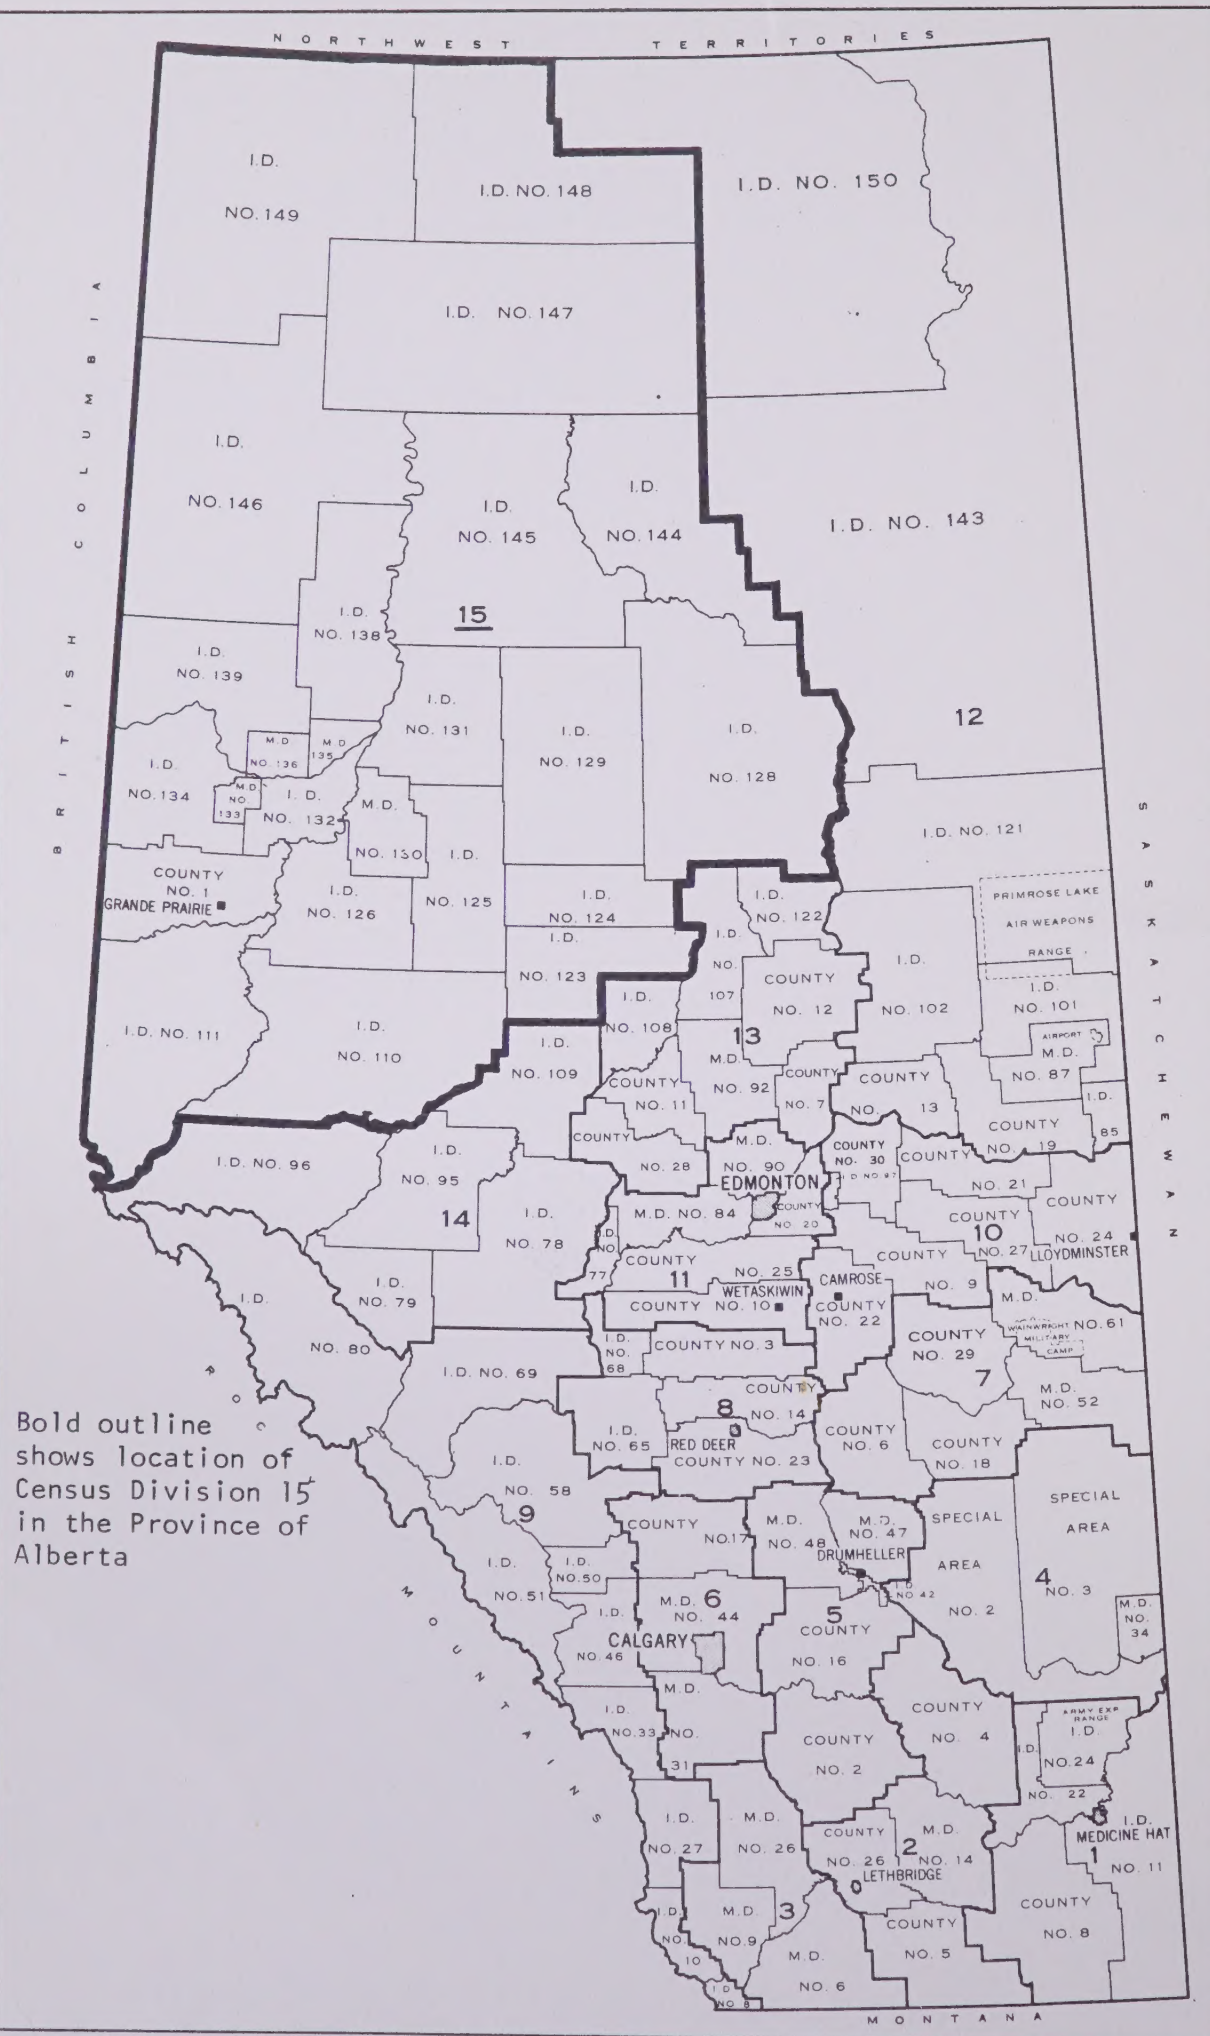 NORTHWEST TERRITORIES
I.D.
NO. 149
I.D. NO. 148
I.D. NO. 150
I.D. NO. 147
BRITISH COLUMBIA
I.D.
NO. 146
I.D.
NO. 145
I.D.
NO. 144
I.D. NO. 143
I.D.
NO. 138
15
I.D.
NO. 139
I.D.
NO. 131
I.D.
NO. 129
I.D.
NO. 128
12
M.D
NO. 136
M D
135
I.D.
NO. 134
M.D
NO.
133
I. D.
NO. 132
M.D.
NO. 130
I.D.
NO. 125
I.D. NO. 121
SASKATCHEWAN
COUNTY
NO. 1
GRANDE PRAIRIE
I.D.
NO. 126
I.D.
NO. 124
I.D.
NO. 122
PRIMROSE LAKE
AIR WEAPONS
RANGE
I.D.
NO. 123
I.D.
NO.
107
COUNTY
NO. 12
I.D.
NO. 102
I.D.
NO. 101
I.D. NO. 111
I.D.
NO. 110
I.D.
NO. 108
13
I.D.
NO. 109
M.D.
NO. 92
AIRPORT
M.D.
NO. 87
COUNTY
NO. 11
COUNTY
NO. 7
COUNTY
NO. 13
I.D.
85
COUNTY
NO. 19
COUNTY
NO. 28
M.D.
NO. 90
COUNTY
NO. 30
COUNTY
NO. 21
I.D. NO. 96
I.D.
NO. 95
EDMONTON
14
I.D.
NO. 78
M.D. NO. 84
COUNTY
NO. 20
COUNTY
NO. 24
LLOYDMINSTER
COUNTY
10
NO. 27
I.D.
NO.
77
COUNTY
NO. 25
11
WETASKIWIN
COUNTY NO. 10
CAMROSE
COUNTY
NO. 22
COUNTY
NO. 9
I.D.
NO. 79
I.D.
NO. 80
M.D.
NO. 61
WAINWRIGHT
MILITARY
CAMP
I.D.
NO.
68
COUNTY NO. 3
COUNTY
NO. 29
7
I.D. NO. 69
M.D.
NO. 52
COUNTY
NO. 14
8
RED DEER
COUNTY NO. 23
I.D.
NO. 65
COUNTY
NO. 6
COUNTY
NO. 18
Bold outline
shows location of
Census Division 15
in the Province of
Alberta
ROCKY MOUNTAINS
I.D.
NO. 58
9
COUNTY
NO. 17
M.D.
NO. 48
M.D.
NO. 47
DRUMHELLER
SPECIAL
AREA
NO. 2
SPECIAL
AREA
4
NO. 3
I.D.
NO. 51
I.D.
NO. 50
I.D.
NO. 42
M.D.
NO.
34
M.D.
6
NO. 44
CALGARY
I.D.
NO. 46
5
COUNTY
NO. 16
I.D.
NO. 33
M.D.
NO.
31
COUNTY
NO. 2
COUNTY
NO. 4
ARMY EXP
RANGE
I.D.
NO. 24
I.D.
NO. 22
I.D.
NO. 27
M.D.
NO. 26
COUNTY
NO. 26
2
M.D.
NO. 14
LETHBRIDGE
I.D.
MEDICINE HAT
1
NO. 11
I.D.
NO.
10
M.D.
NO. 9
3
M.D.
NO. 6
COUNTY
NO. 5
COUNTY
NO. 8
I D
NO 8
MONTANA